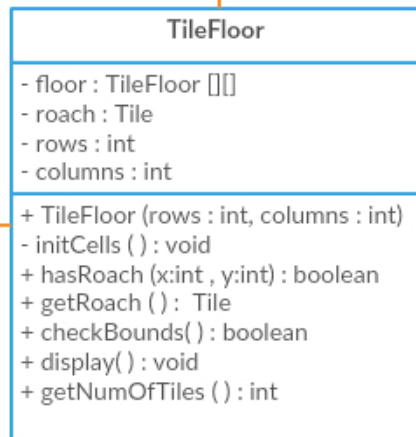 TileFloor
- floor : TileFloor [][]
- roach : Tile
- rows : int
- columns : int
+ TileFloor (rows : int, columns : int)
- initCells ( ) : void
+ hasRoach (x:int , y:int) : boolean
+ getRoach ( ) :  Tile
+ checkBounds( ) : boolean
+ display( ) : void
+ getNumOfTiles ( ) : int